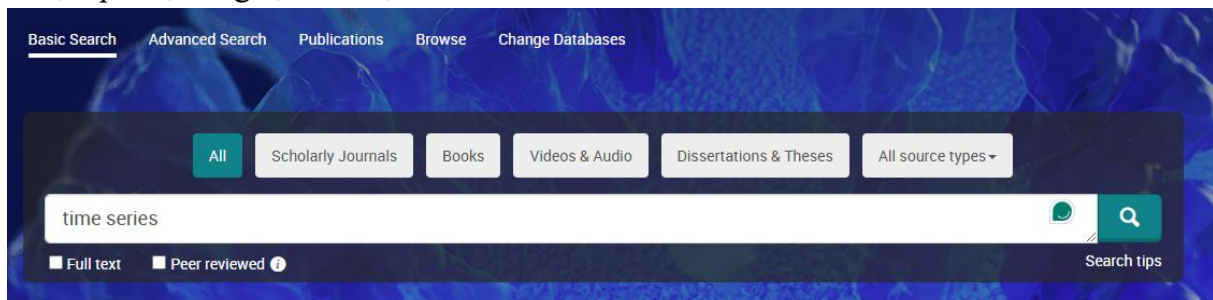 Basic Search Advanced Search Publications Browse Change Databases
All Scholarly Journals Books Videos & Audio Dissertations & Theses All source types
time series
Full text Peer reviewed i
Search tips